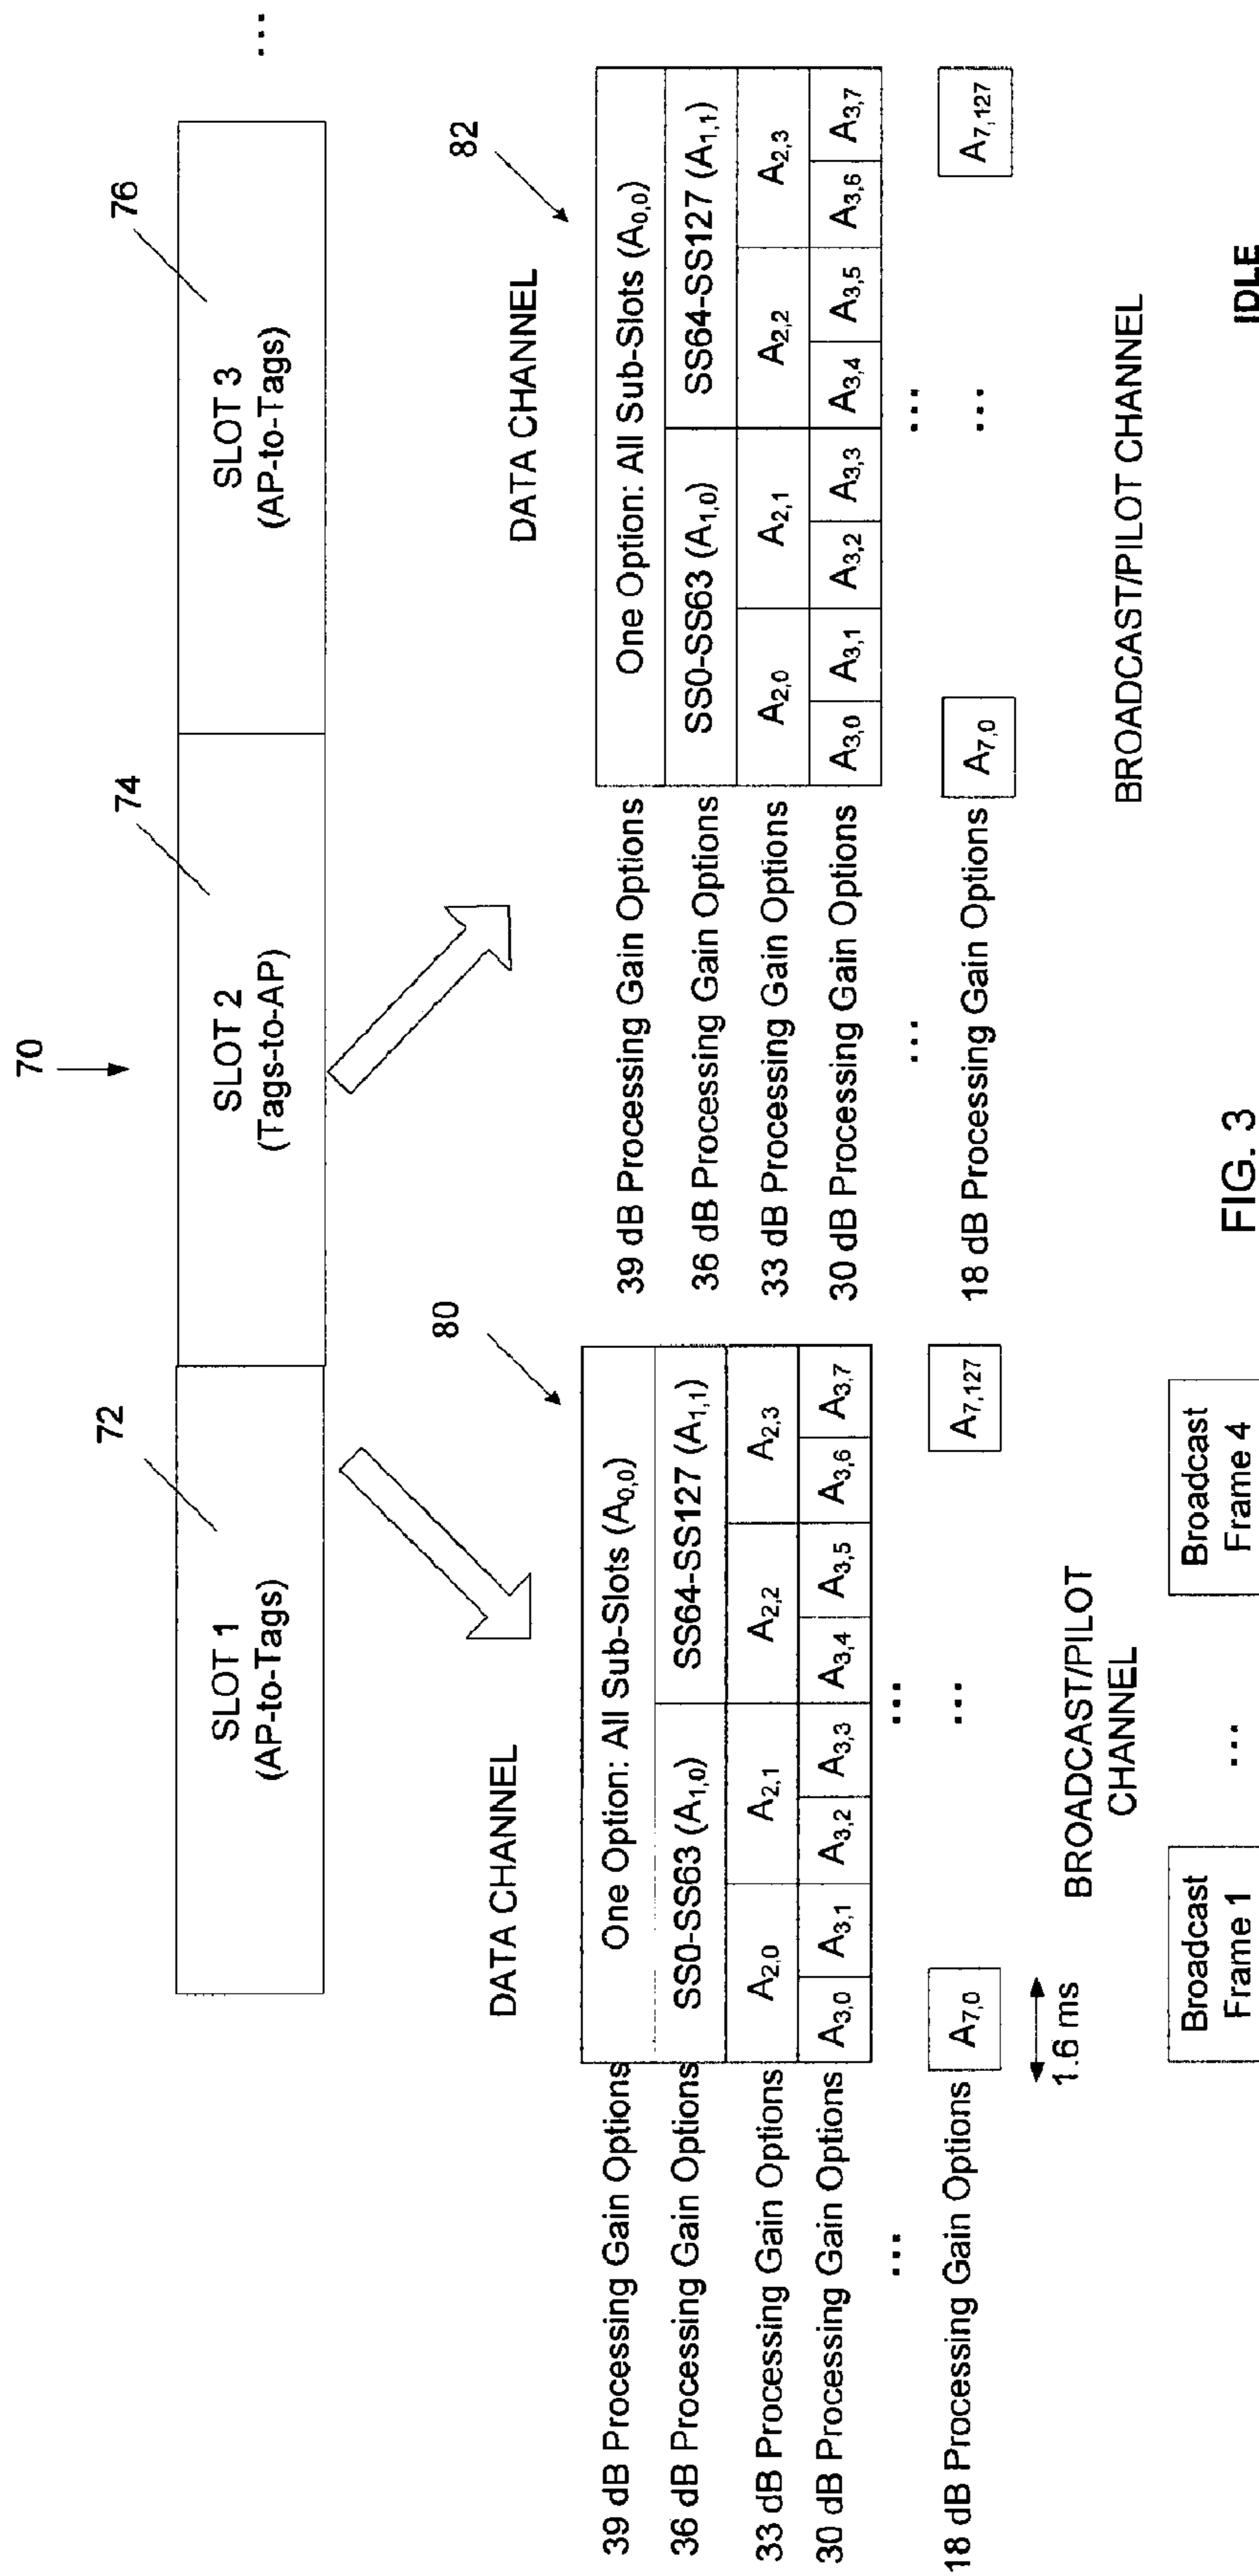 70
72
74
76
SLOT 1
(AP-to-Tags)
SLOT 2
(Tags-to-AP)
SLOT 3
(AP-to-Tags)
...
80
DATA CHANNEL
39 dB Processing Gain Options
One Option: All Sub-Slots (A0,0)
36 dB Processing Gain Options
SS0-SS63 (A1,0)
SS64-SS127 (A1,1)
33 dB Processing Gain Options
A2,0
A2,1
A2,2
A2,3
30 dB Processing Gain Options
A3,0
A3,1
A3,2
A3,3
A3,4
A3,5
A3,6
A3,7
...
...
18 dB Processing Gain Options
A7,0
...
A7,127
1.6 ms
BROADCAST/PILOT
CHANNEL
Broadcast
Frame 1
...
Broadcast
Frame 4
82
DATA CHANNEL
39 dB Processing Gain Options
One Option: All Sub-Slots (A0,0)
36 dB Processing Gain Options
SS0-SS63 (A1,0)
SS64-SS127 (A1,1)
33 dB Processing Gain Options
A2,0
A2,1
A2,2
A2,3
30 dB Processing Gain Options
A3,0
A3,1
A3,2
A3,3
A3,4
A3,5
A3,6
A3,7
...
...
18 dB Processing Gain Options
A7,0
...
A7,127
BROADCAST/PILOT CHANNEL
IDLE
FIG. 3